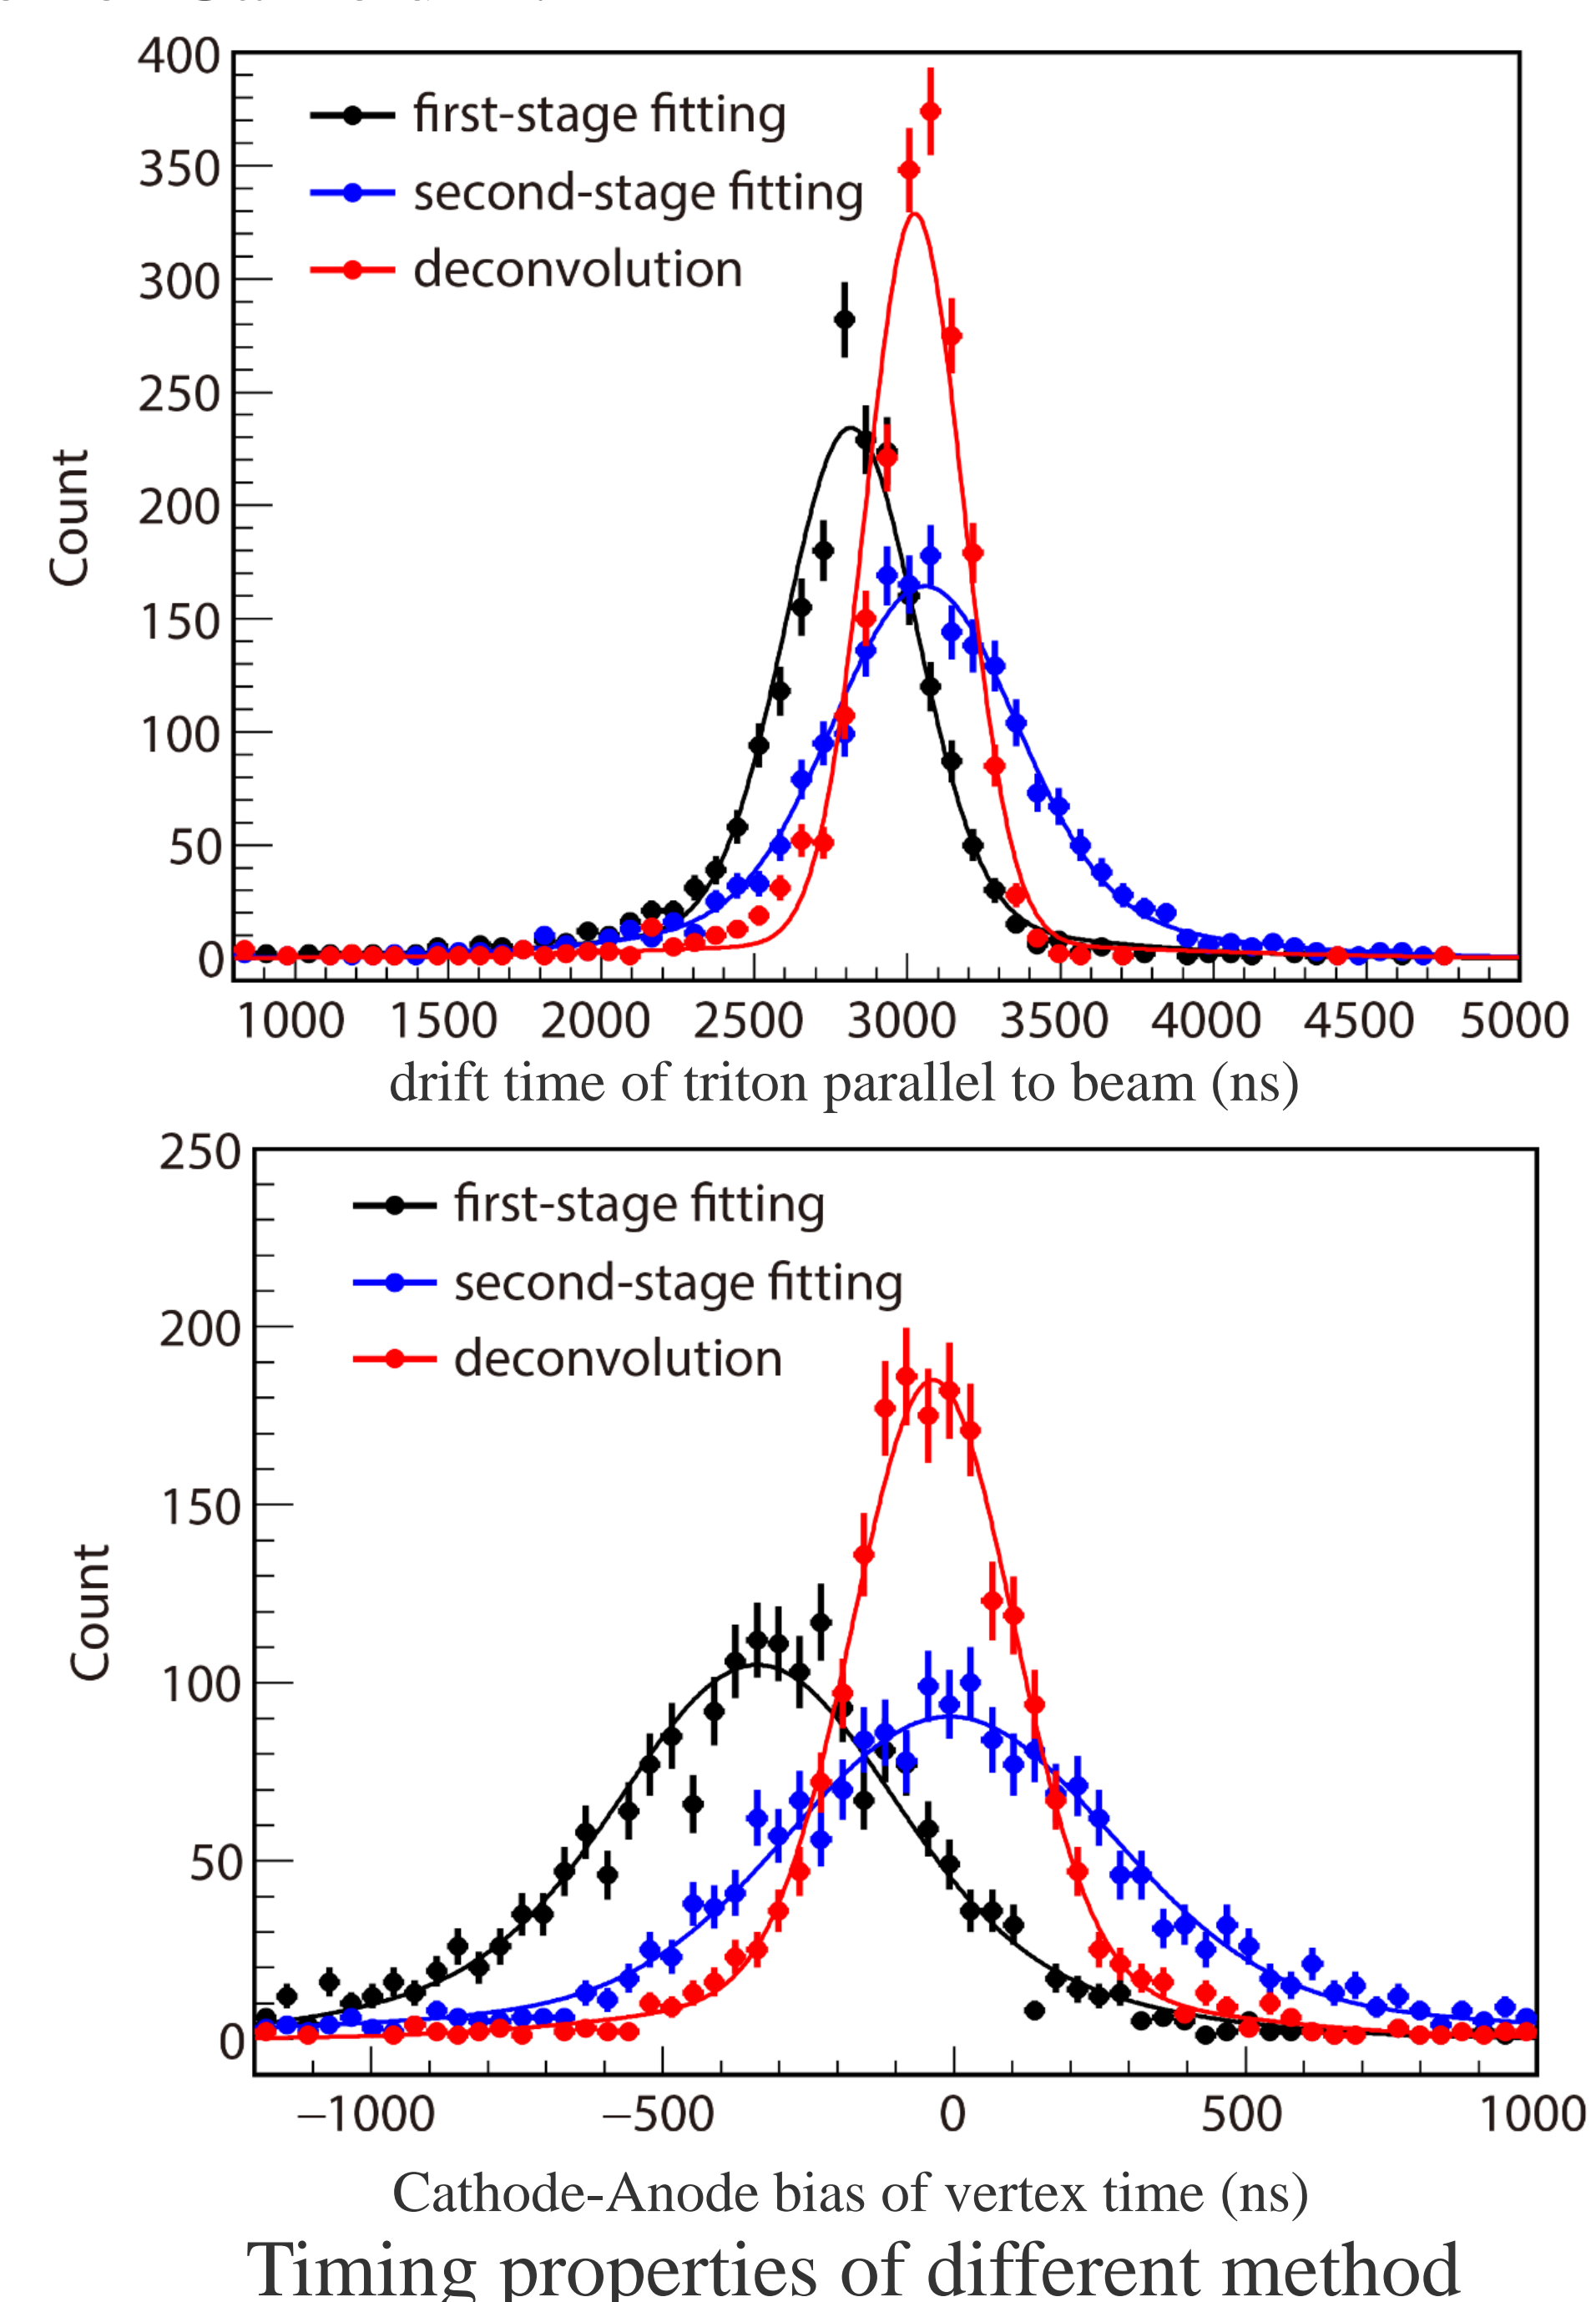 400
first-stage fitting
350
second-stage fitting
300
deconvolution
250
Count
200
150
100
50
0
1000 1500 2000 2500 3000 3500 4000 4500 5000
drift time of triton parallel to beam (ns)
250
first-stage fitting
second-stage fitting
200
deconvolution
150
Count
100
50
0
−1000 −500 0 500 1000
Cathode-Anode bias of vertex time (ns)
Timing properties of different method